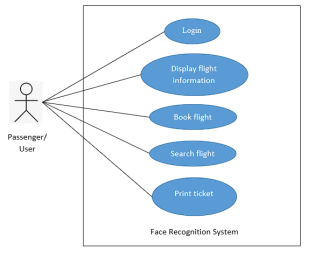 Login
Display flight
information
Book flight
Search flight
Print ticket
Passenger/
User
Face Recognition System